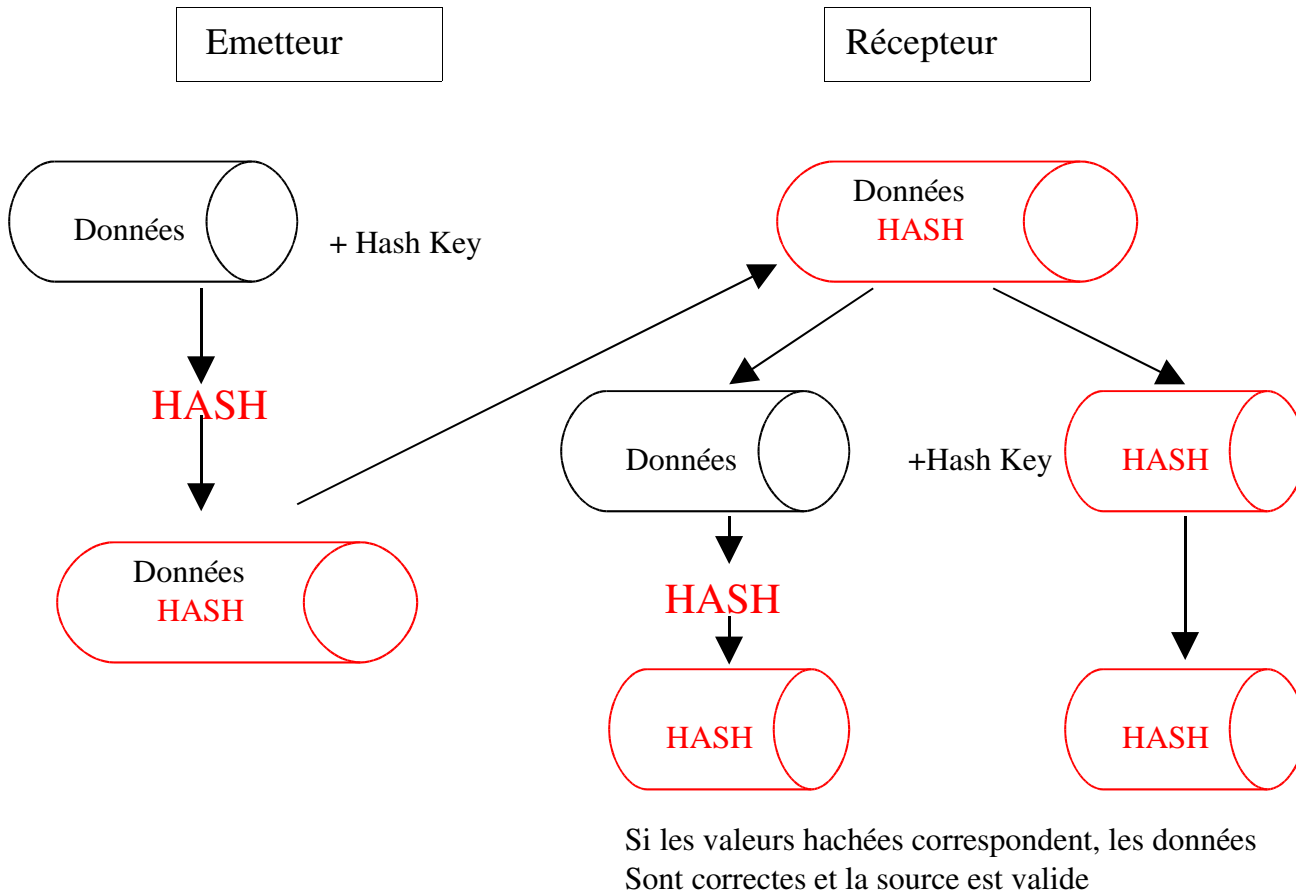 Emetteur
Récepteur
Données
+ Hash Key
HASH
Données
HASH
Données
HASH
Données
+Hash Key
HASH
HASH
HASH
HASH
Si les valeurs hachées correspondent, les données
Sont correctes et la source est valide